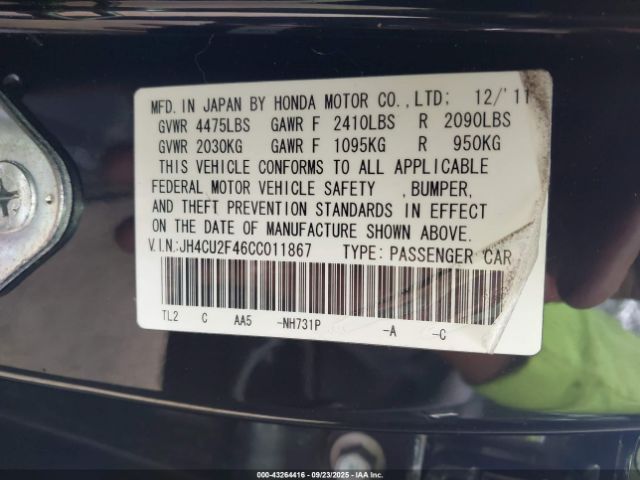 MFD. IN JAPAN BY HONDA MOTOR CO.,LTD: 12/'11
GVWR 4475LBS GAWR F 2410LBS R 2090LBS
GVWR 2030KG GAWR F 1095KG R 950KG
THIS VEHICLE CONFORMS TO ALL APPLICABLE
FEDERAL MOTOR VEHICLE SAFETY ,BUMPER,
AND THEFT PREVENTION STANDARDS IN EFFECT
ON THE DATE OF MANUFACTURE SHOWN ABOVE.
V.I.N:JH4CU2F46CC011867 TYPE: PASSENGER CAR
TL2 C AA5 -NH731P -A -C
000-43264416 - 09/23/2025 - IAAI.COM